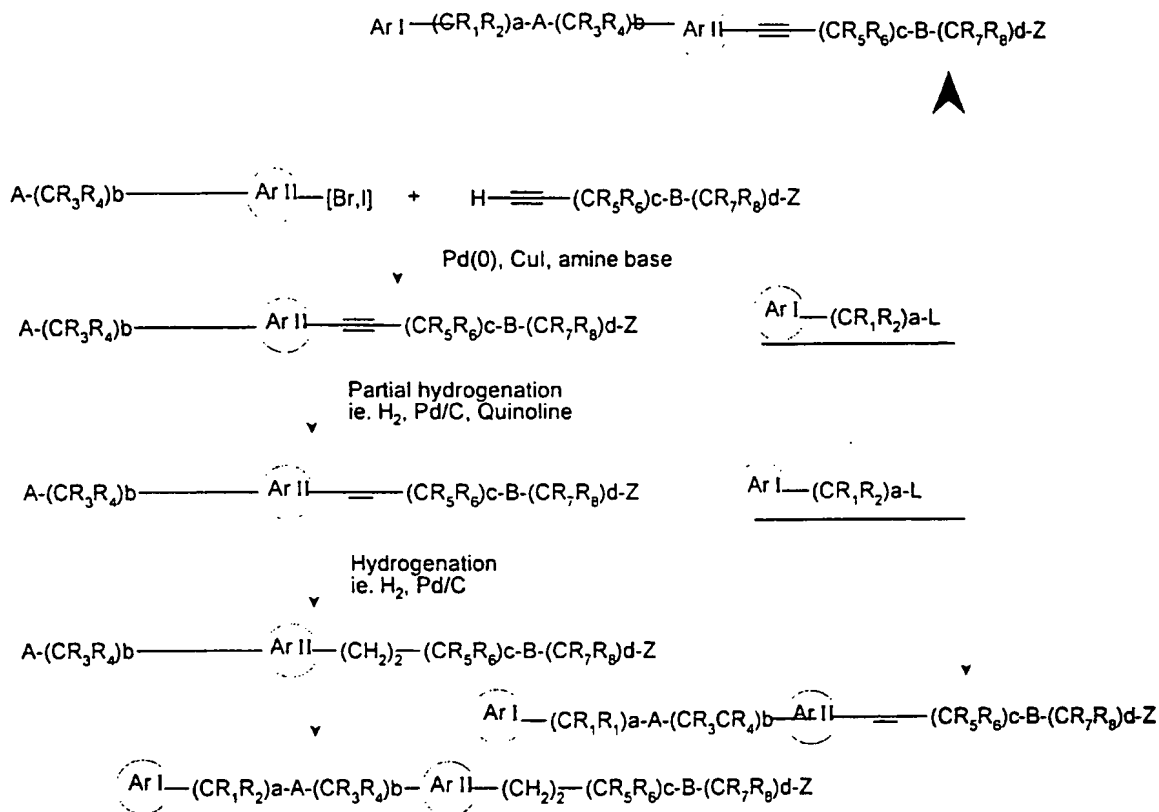 Ar I—(CR₁R₂)a-A-(CR₃R₄)b—Ar II—≡—(CR₅R₆)c-B-(CR₇R₈)d-Z
A-(CR₃R₄)b—Ar II—[Br,I] + H—≡—(CR₅R₆)c-B-(CR₇R₈)d-Z
Pd(0), CuI, amine base
A-(CR₃R₄)b—Ar II—≡—(CR₅R₆)c-B-(CR₇R₈)d-Z
Ar I—(CR₁R₂)a-L
Partial hydrogenation
ie. H₂, Pd/C, Quinoline
A-(CR₃R₄)b—Ar II—=—(CR₅R₆)c-B-(CR₇R₈)d-Z
Ar I—(CR₁R₂)a-L
Hydrogenation
ie. H₂, Pd/C
A-(CR₃R₄)b—Ar II—(CH₂)₂—(CR₅R₆)c-B-(CR₇R₈)d-Z
Ar I—(CR₁R₁)a-A-(CR₃CR₄)b—Ar II—=—(CR₅R₆)c-B-(CR₇R₈)d-Z
Ar I—(CR₁R₂)a-A-(CR₃R₄)b—Ar II—(CH₂)₂—(CR₅R₆)c-B-(CR₇R₈)d-Z